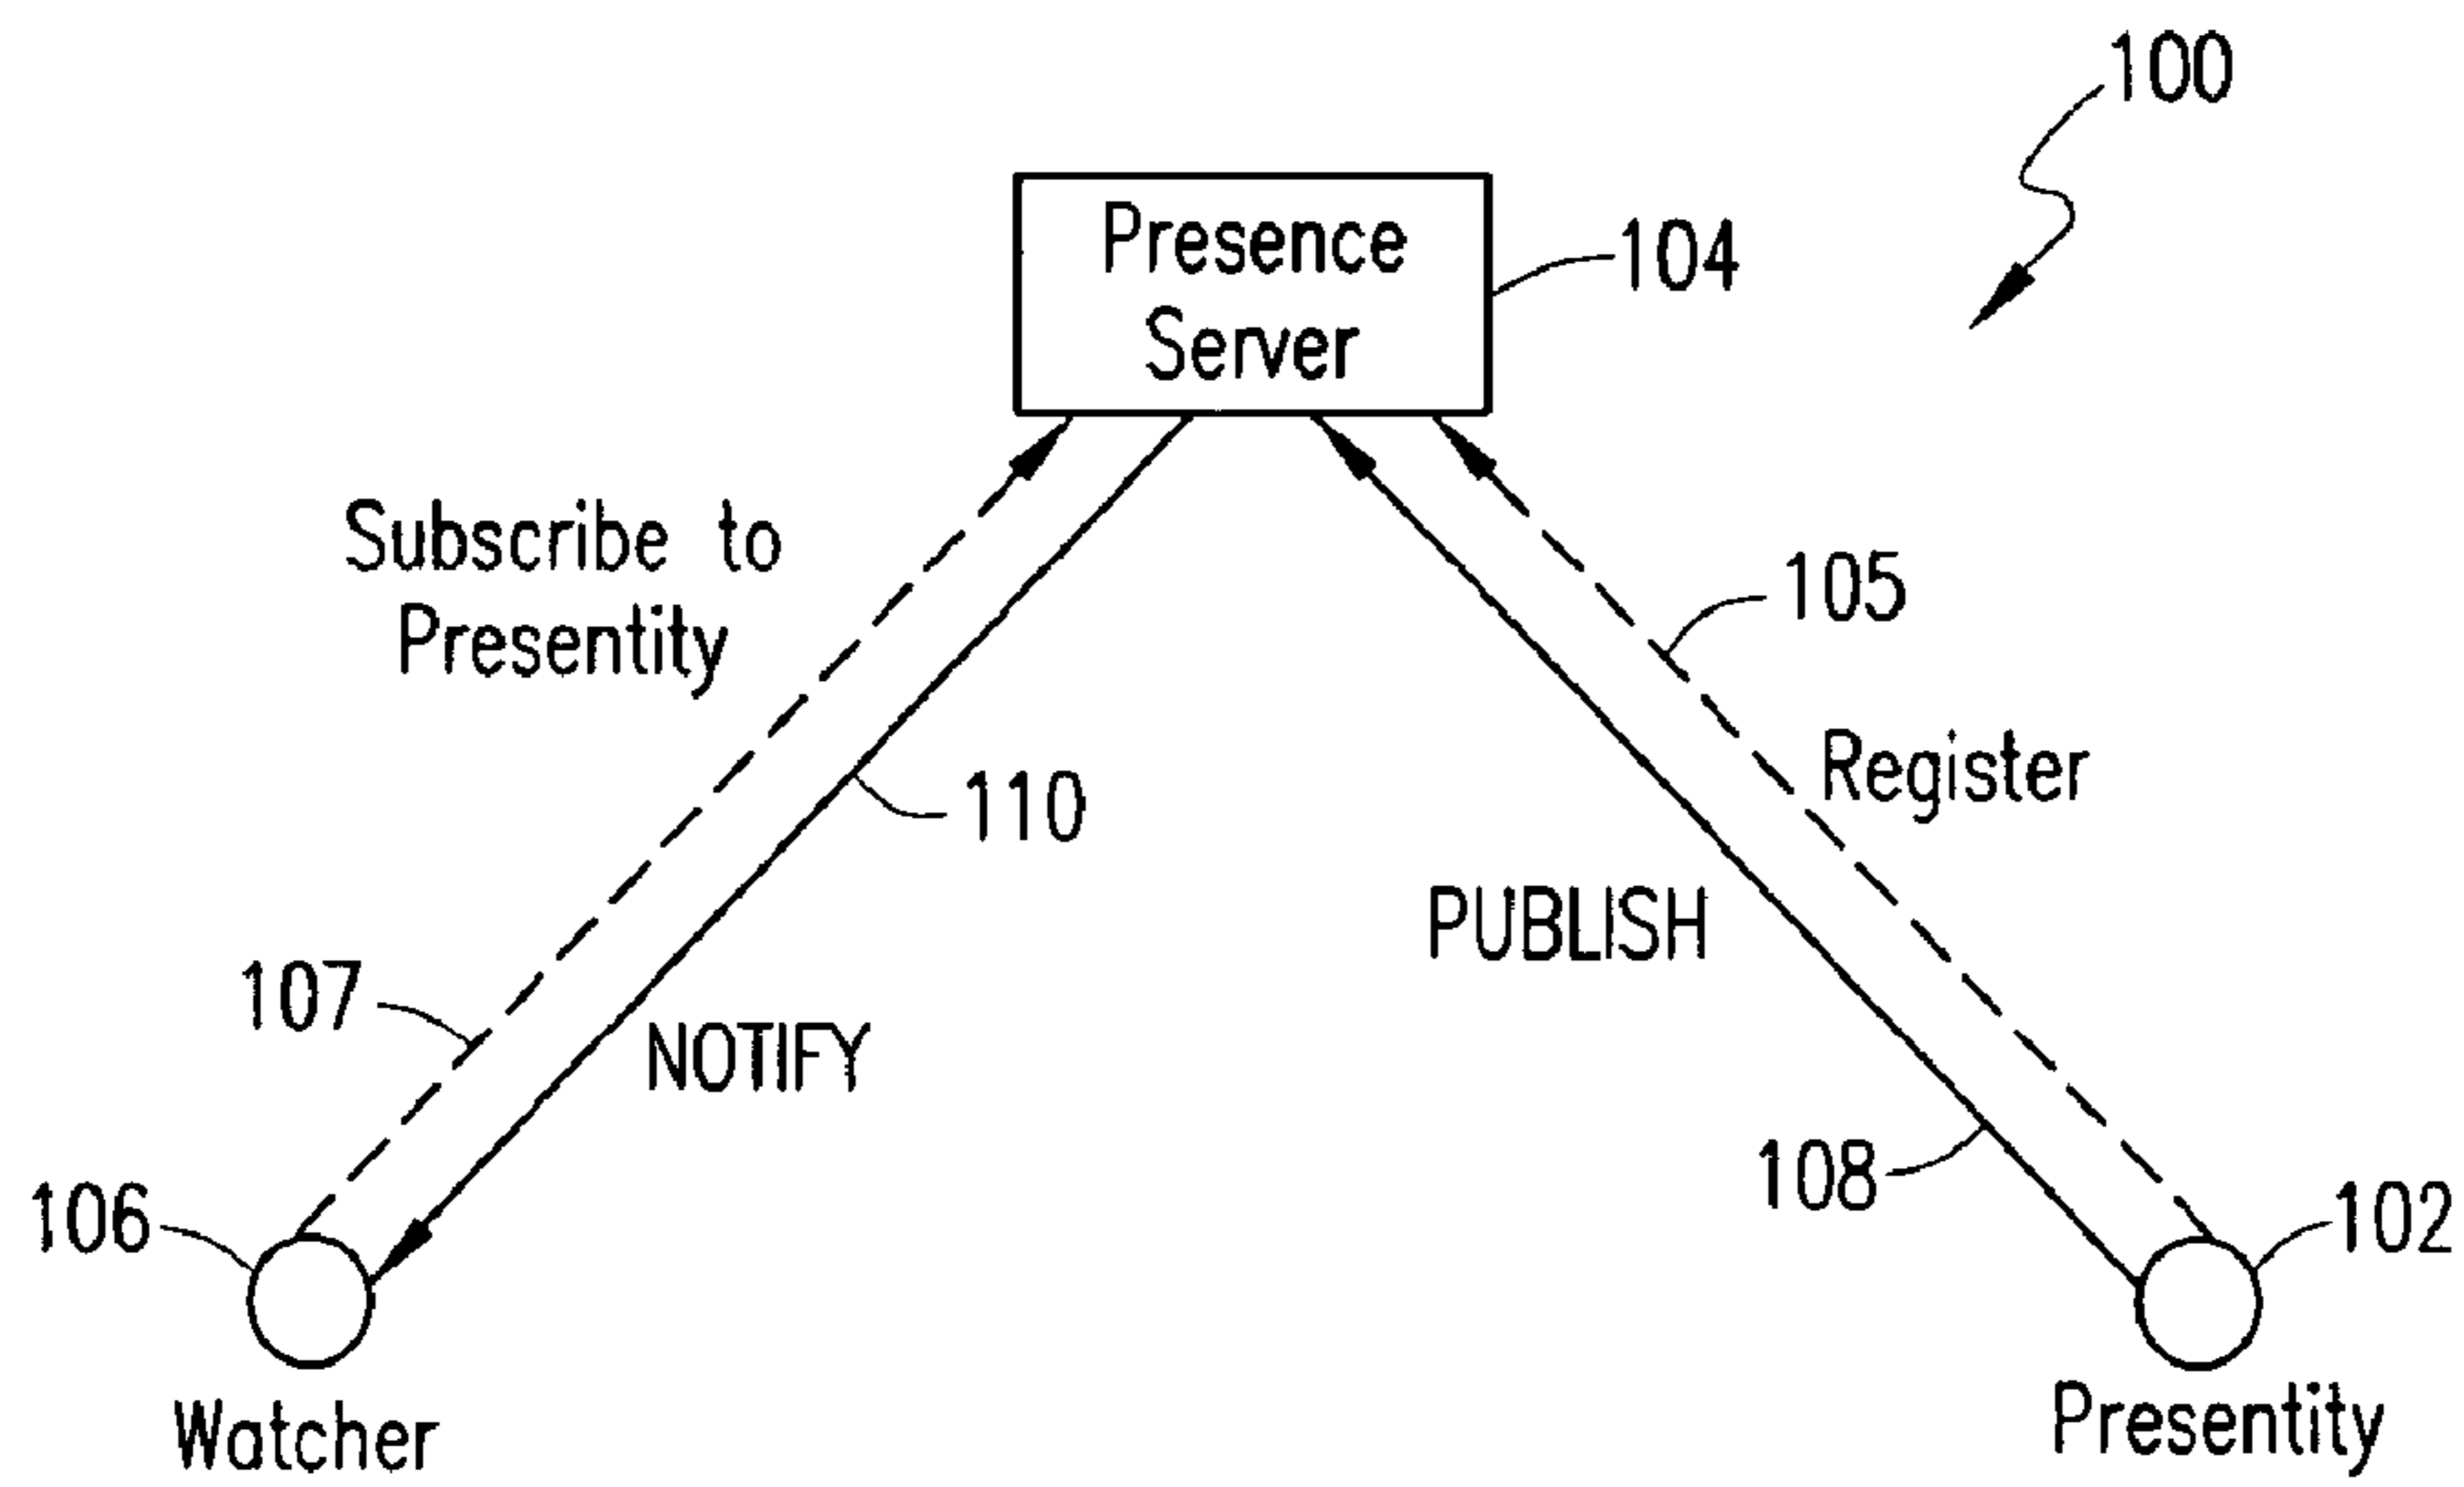 100
Presence
Server
104
Subscribe to
Presentity
105
Register
110
PUBLISH
107
NOTIFY
108
106
102
Watcher
Presentity